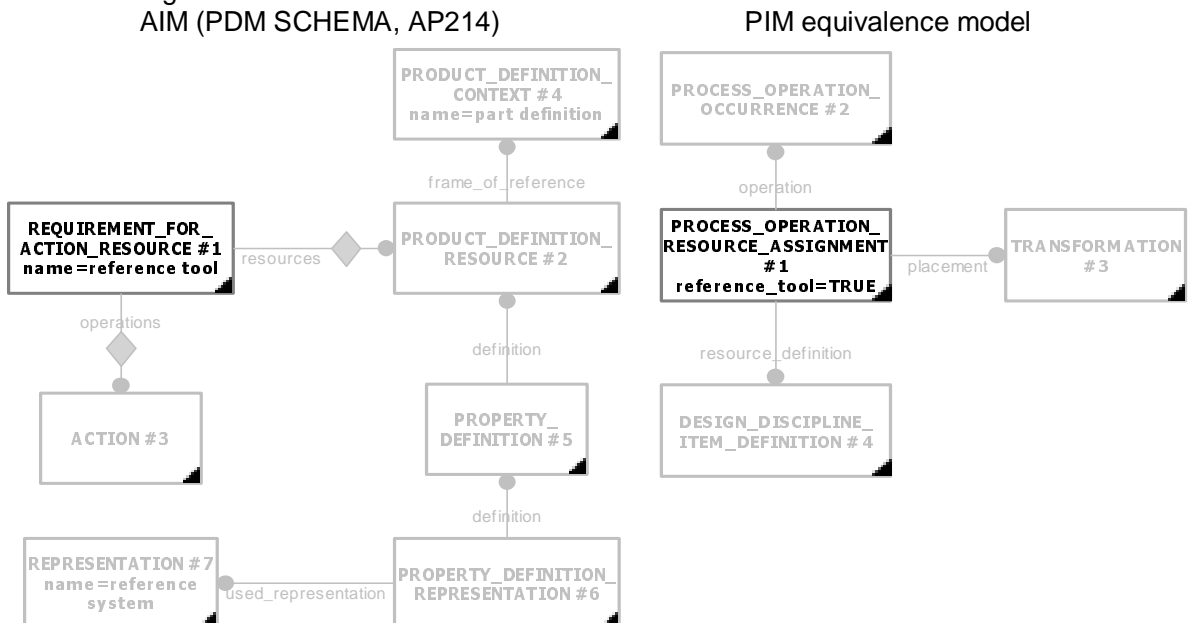 AIM (PDM SCHEMA, AP214)
PIM equivalence model
PRODUCT_DEFINITION_
CONTEXT #4
name=part definition
frame_of_reference
REQUIREMENT_FOR_
ACTION_RESOURCE #1
name=reference tool
resources
PRODUCT_DEFINITION_
RESOURCE #2
operations
ACTION #3
definition
PROPERTY_
DEFINITION #5
definition
REPRESENTATION #7
name=reference
system
used_representation
PROPERTY_DEFINITION_
REPRESENTATION #6
PROCESS_OPERATION_
OCCURRENCE #2
operation
PROCESS_OPERATION_
RESOURCE_ASSIGNMENT
#1
reference_tool=TRUE
placement
TRANSFORMATION
#3
resource_definition
DESIGN_DISCIPLINE_
ITEM_DEFINITION #4